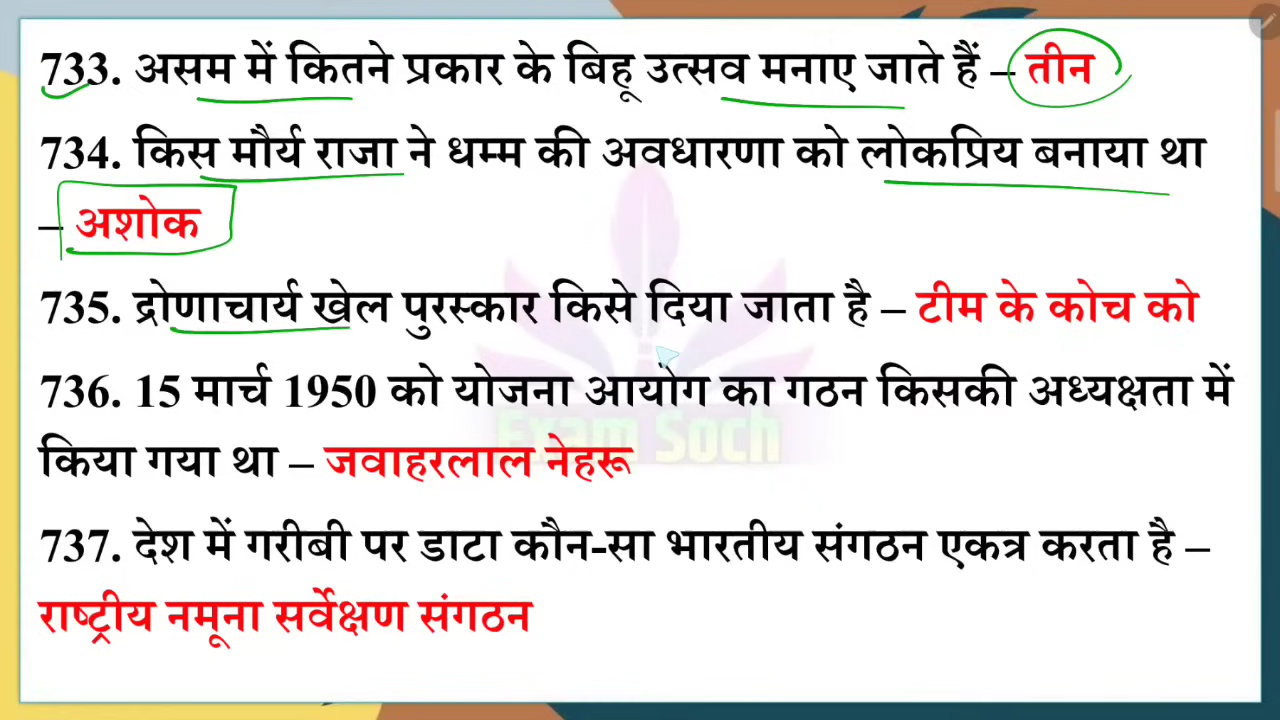 733. असम में कितने प्रकार के बिहू उत्सव मनाए जाते हैं – तीन
734. किस मौर्य राजा ने धम्म की अवधारणा को लोकप्रिय बनाया था
– अशोक
735. द्रोणाचार्य खेल पुरस्कार किसे दिया जाता है – टीम के कोच को
736. 15 मार्च 1950 को योजना आयोग का गठन किसकी अध्यक्षता में
किया गया था – जवाहरलाल नेहरू
Exam Soch
737. देश में गरीबी पर डाटा कौन-सा भारतीय संगठन एकत्र करता है –
राष्ट्रीय नमूना सर्वेक्षण संगठन